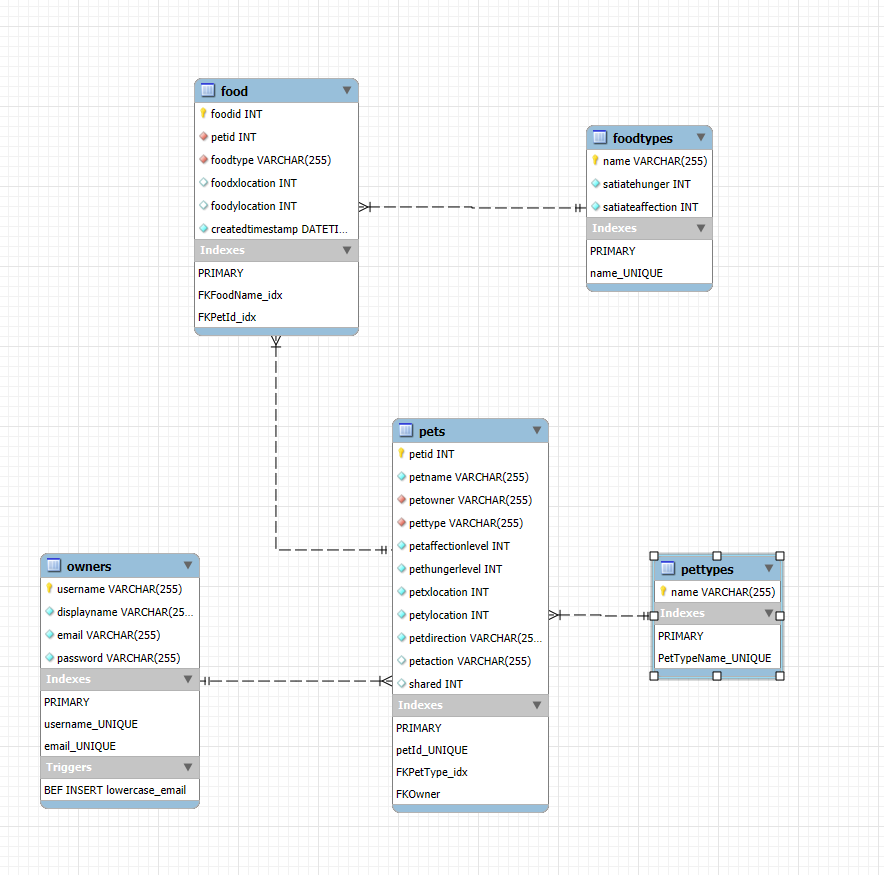 food
foodid INT
petid INT
foodtype VARCHAR(255)
foodxlocation INT
foodylocation INT
createdtimestamp DATETI...
Indexes
PRIMARY
FKFoodName_idx
FKPetId_idx
foodtypes
name VARCHAR(255)
satiatehunger INT
satiateaffection INT
Indexes
PRIMARY
name_UNIQUE
pets
petid INT
petname VARCHAR(255)
petowner VARCHAR(255)
pettype VARCHAR(255)
petaffectionlevel INT
pethungerlevel INT
petxlocation INT
petylocation INT
petdirection VARCHAR(25...
petaction VARCHAR(255)
shared INT
Indexes
PRIMARY
petId_UNIQUE
FKPetType_idx
FKOwner
owners
username VARCHAR(255)
displayname VARCHAR(25...
email VARCHAR(255)
password VARCHAR(255)
Indexes
PRIMARY
username_UNIQUE
email_UNIQUE
Triggers
BEF INSERT lowercase_email
pettypes
name VARCHAR(255)
Indexes
PRIMARY
PetTypeName_UNIQUE